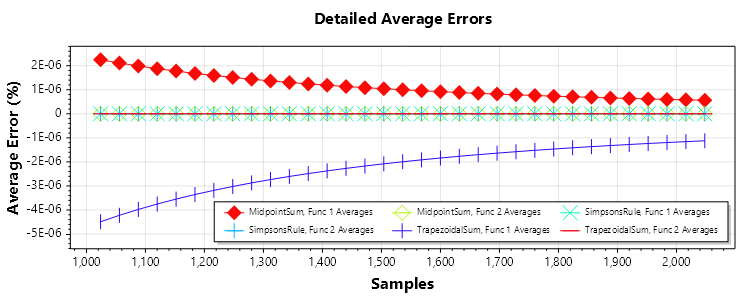 Detailed Average Errors
Average Error (%)
2E-06
1E-06
0
-1E-06
-2E-06
-3E-06
-4E-06
-5E-06
MidpointSum, Func 1 Averages
MidpointSum, Func 2 Averages
SimpsonsRule, Func 1 Averages
SimpsonsRule, Func 2 Averages
TrapezoidalSum, Func 1 Averages
TrapezoidalSum, Func 2 Averages
1,000 1,100 1,200 1,300 1,400 1,500 1,600 1,700 1,800 1,900 2,000
Samples